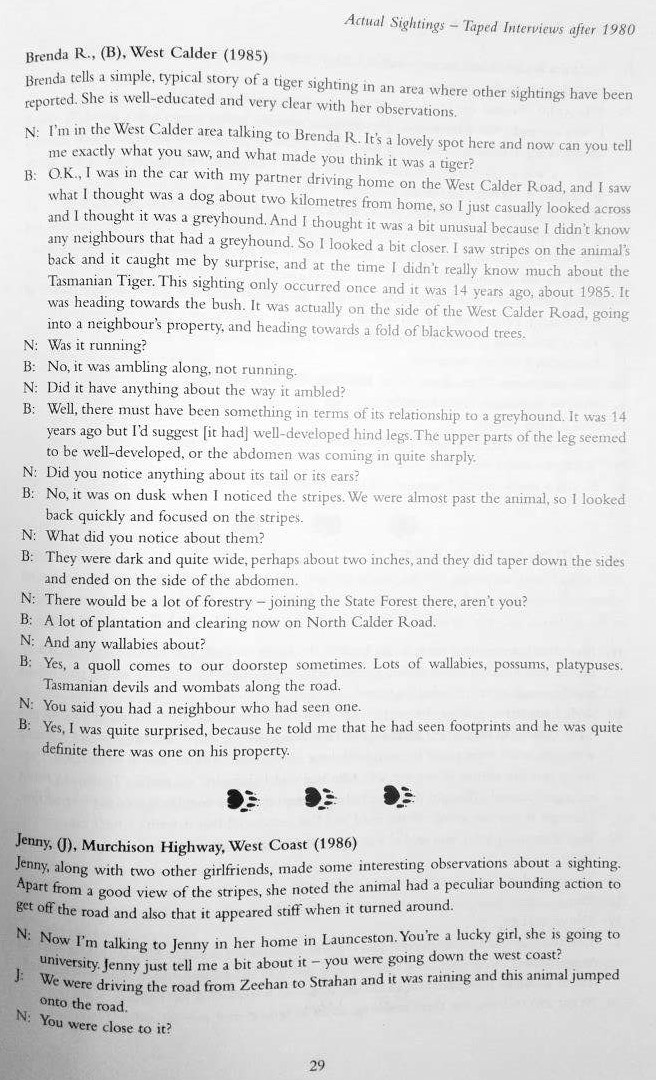 Actual Sightings – Taped Interviews after 1980
Brenda R., (B), West Calder (1985)
Brenda tells a simple, typical story of a tiger sighting in an area where other sightings have been
reported. She is well-educated and very clear with her observations.
N: I'm in the West Calder area talking to Brenda R. It's a lovely spot here and now can you tell
me exactly what you saw, and what made you think it was a tiger?
B: O.K., I was in the car with my partner driving home on the West Calder Road, and I saw
what I thought was a dog about two kilometres from home, so I just casually looked across
and I thought it was a greyhound. And I thought it was a bit unusual because I didn't know
any neighbours that had a greyhound. So I looked a bit closer. I saw stripes on the animal's
back and it caught me by surprise, and at the time I didn't really know much about the
Tasmanian Tiger. This sighting only occurred once and it was 14 years ago, about 1985. It
was heading towards the bush. It was actually on the side of the West Calder Road, going
into a neighbour's property, and heading towards a fold of blackwood trees.
N: Was it running?
B: No, it was ambling along, not running.
N: Did it have anything about the way it ambled?
B: Well, there must have been something in terms of its relationship to a greyhound. It was 14
years ago but I'd suggest [it had] well-developed hind legs. The upper parts of the leg seemed
to be well-developed, or the abdomen was coming in quite sharply.
N: Did you notice anything about its tail or its ears?
B: No, it was on dusk when I noticed the stripes. We were almost past the animal, so I looked
back quickly and focused on the stripes.
N: What did you notice about them?
B: They were dark and quite wide, perhaps about two inches, and they did taper down the sides
and ended on the side of the abdomen.
N: There would be a lot of forestry – joining the State Forest there, aren't you?
B: A lot of plantation and clearing now on North Calder Road.
N: And any wallabies about?
B: Yes, a quoll comes to our doorstep sometimes. Lots of wallabies, possums, platypuses.
Tasmanian devils and wombats along the road.
N: You said you had a neighbour who had seen one.
B: Yes, I was quite surprised, because he told me that he had seen footprints and he was quite
definite there was one on his property.
Jenny, (J), Murchison Highway, West Coast (1986)
Jenny, along with two other girlfriends, made some interesting observations about a sighting.
Apart from a good view of the stripes, she noted the animal had a peculiar bounding action to
get off the road and also that it appeared stiff when it turned around.
N: Now I'm talking to Jenny in her home in Launceston. You're a lucky girl, she is going to
university. Jenny just tell me a bit about it – you were going down the west coast?
J: We were driving the road from Zeehan to Strahan and it was raining and this animal jumped
onto the road.
N: You were close to it?
29